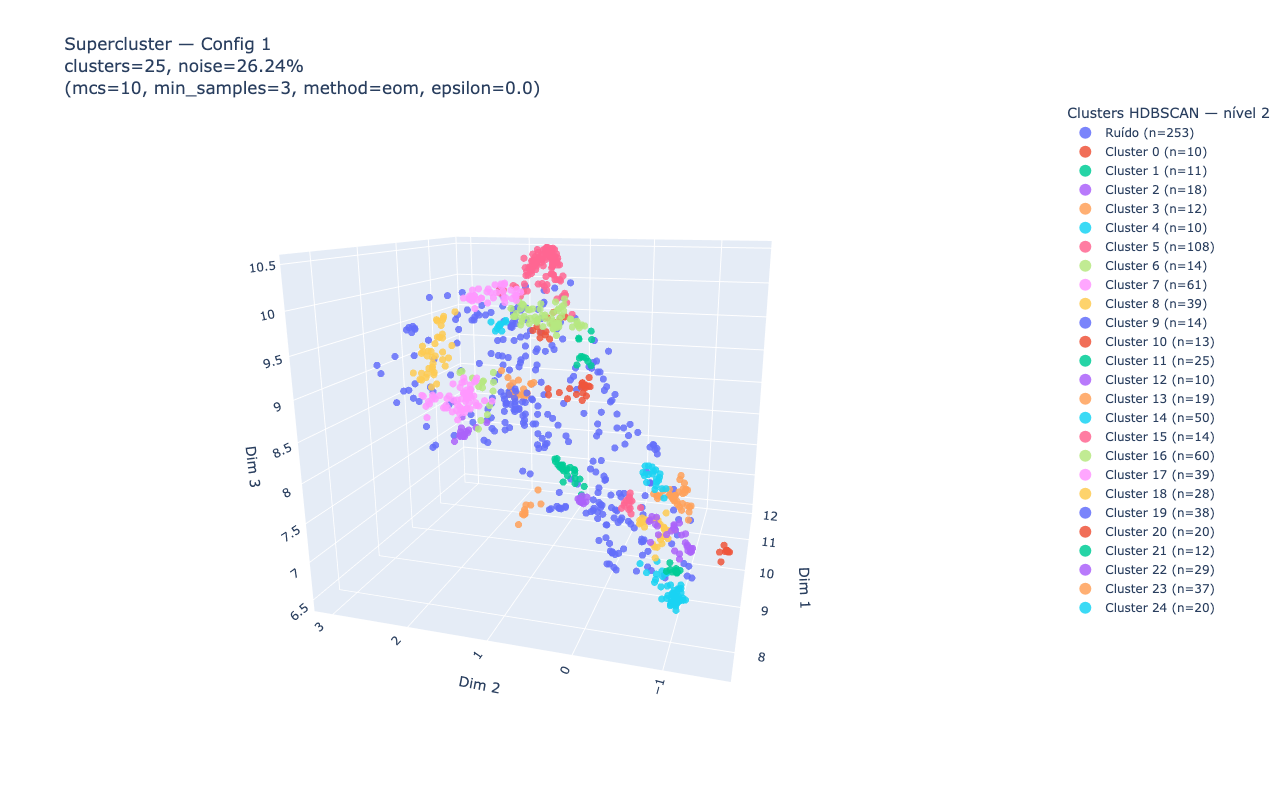 Supercluster — Config 1
clusters=25, noise=26.24%
(mcs=10, min_samples=3, method=eom, epsilon=0.0)
Clusters HDBSCAN — nível 2
Ruído (n=253)
Cluster 0 (n=10)
Cluster 1 (n=11)
Cluster 2 (n=18)
Cluster 3 (n=12)
Cluster 4 (n=10)
Cluster 5 (n=108)
Cluster 6 (n=14)
Cluster 7 (n=61)
Cluster 8 (n=39)
Cluster 9 (n=14)
Cluster 10 (n=13)
Cluster 11 (n=25)
Cluster 12 (n=10)
Cluster 13 (n=19)
Cluster 14 (n=50)
Cluster 15 (n=14)
Cluster 16 (n=60)
Cluster 17 (n=39)
Cluster 18 (n=28)
Cluster 19 (n=38)
Cluster 20 (n=20)
Cluster 21 (n=12)
Cluster 22 (n=29)
Cluster 23 (n=37)
Cluster 24 (n=20)
10.5
10
9.5
9
8.5
8
7.5
7
6.5
Dim 3
3
2
1
0
−1
Dim 2
12
11
10
9
8
Dim 1